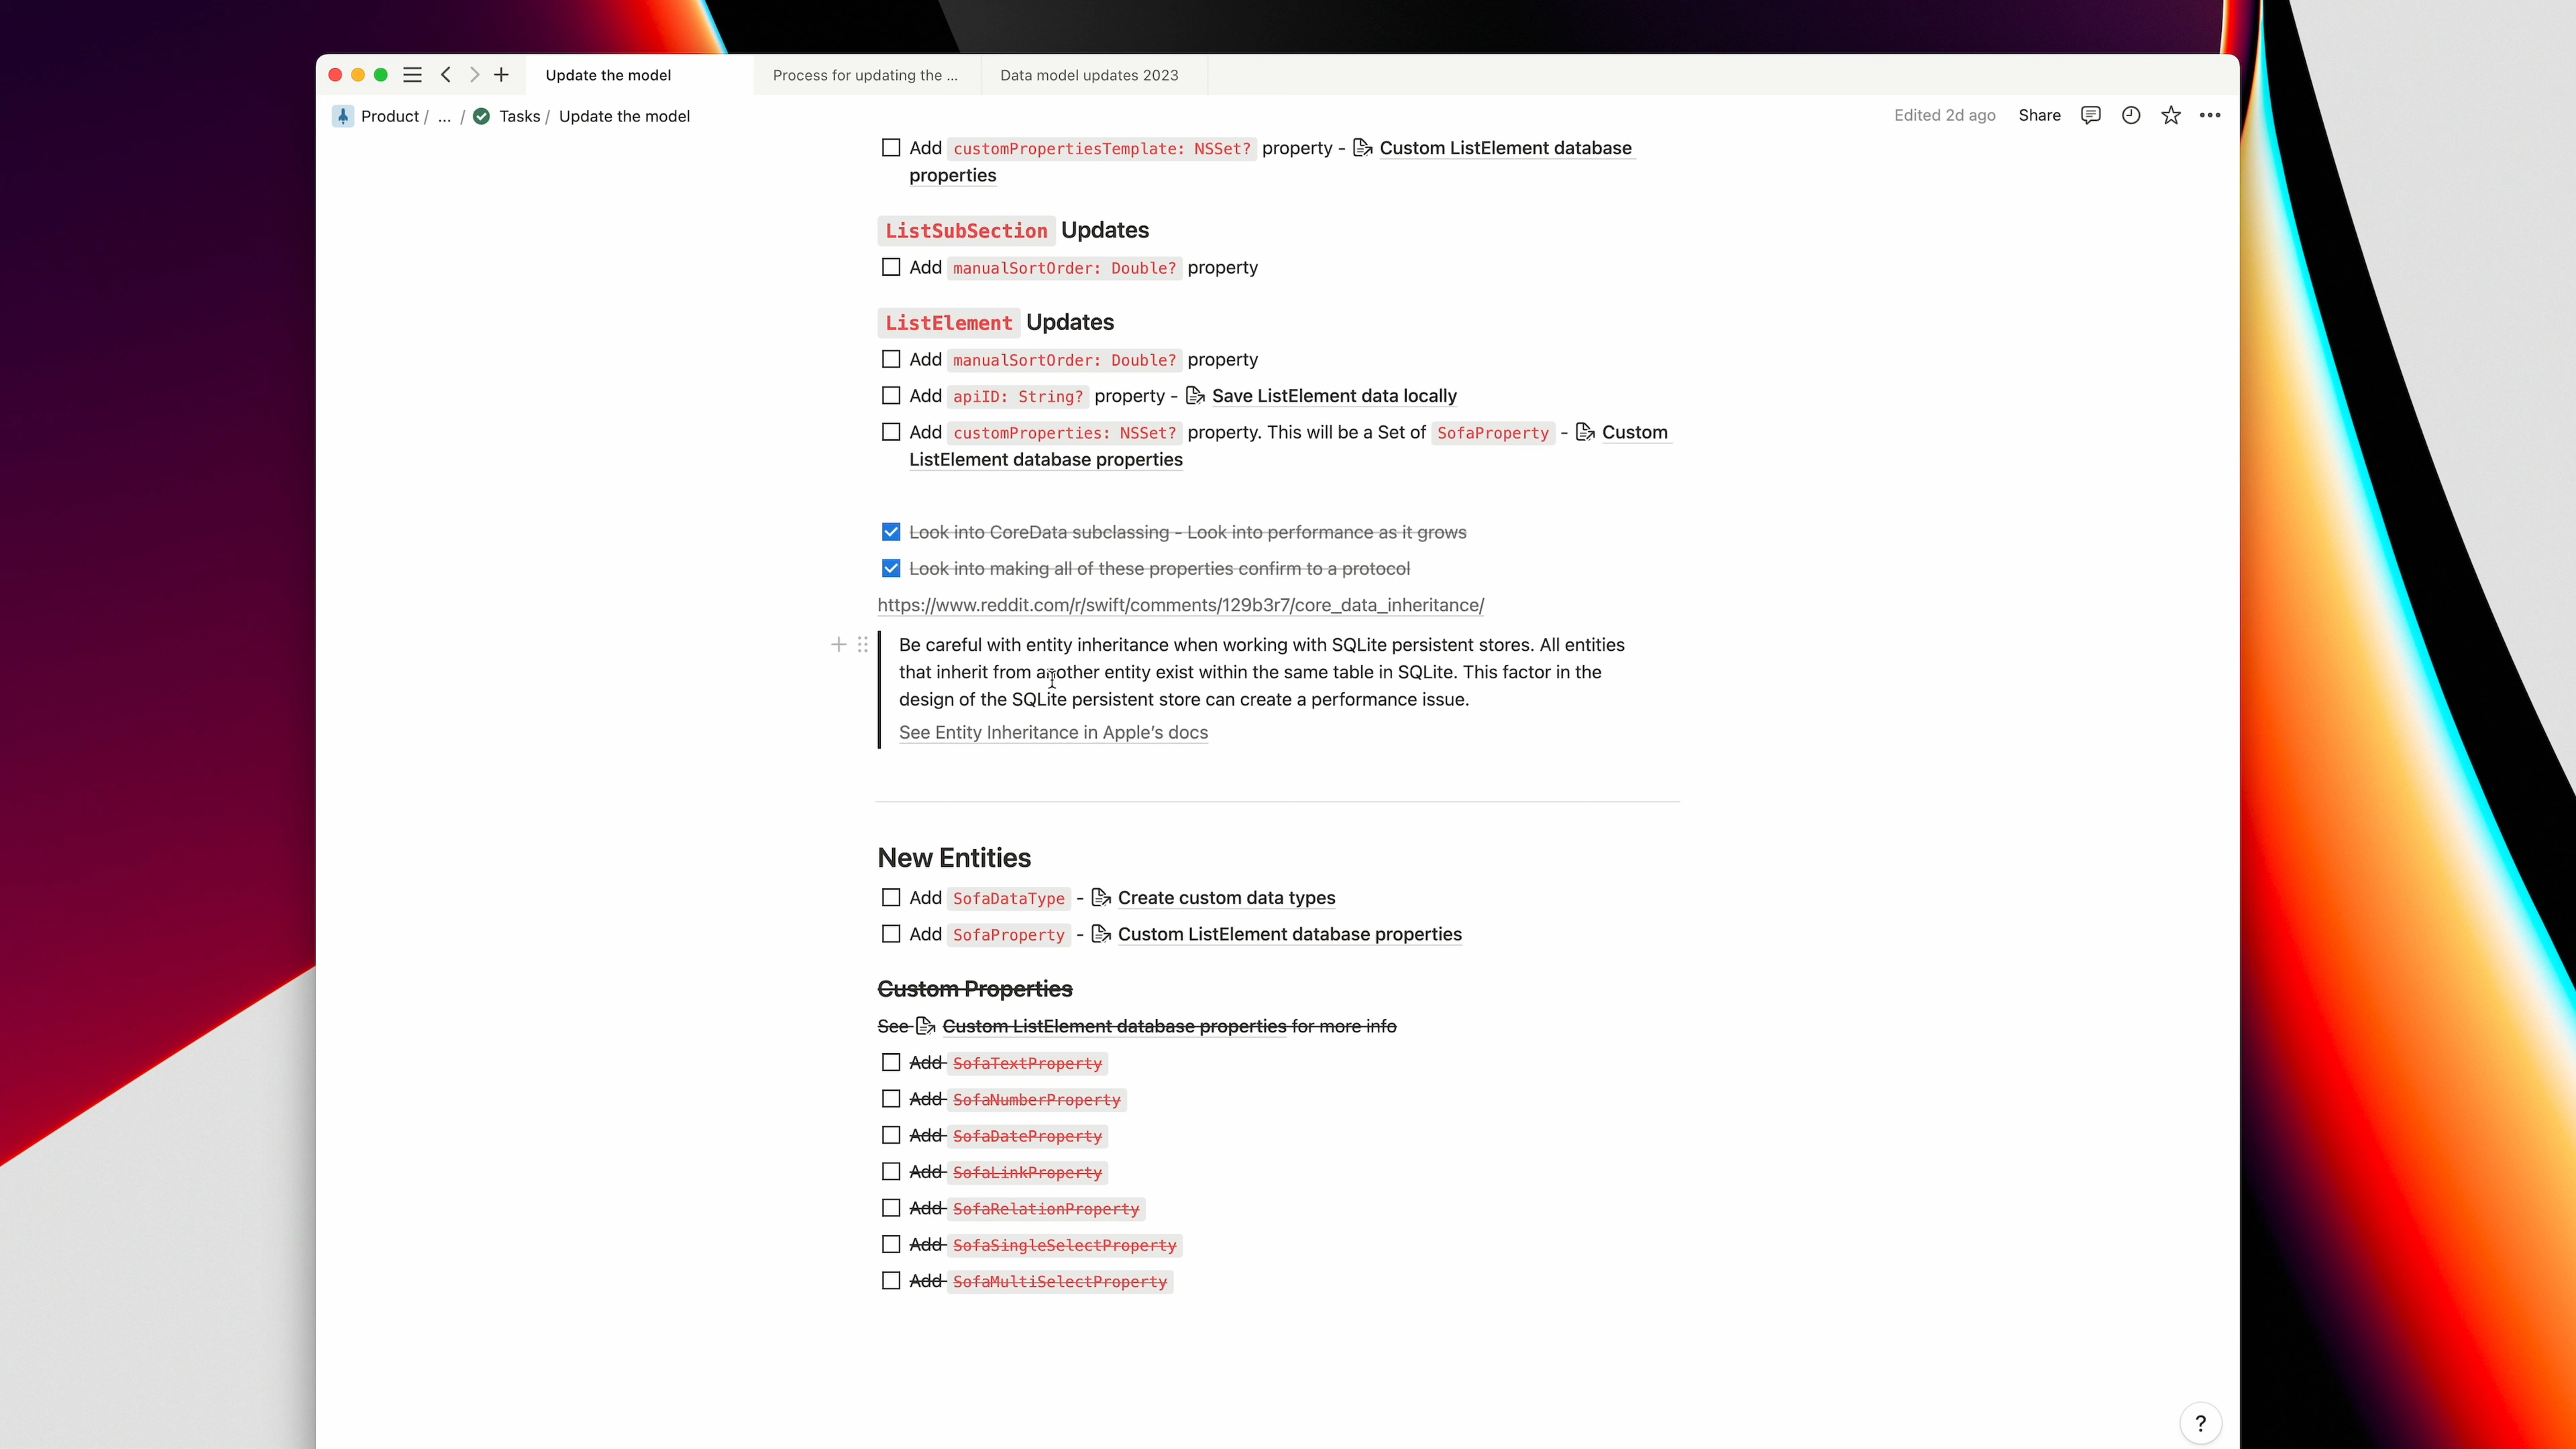 Update the model
Process for updating the ...
Data model updates 2023
Product / ... / Tasks / Update the model
Edited 2d ago Share
Add customPropertiesTemplate: NSSet? property - Custom ListElement database
properties
ListSubSection Updates
Add manualSortOrder: Double? property
ListElement Updates
Add manualSortOrder: Double? property
Add apiID: String? property - Save ListElement data locally
Add customProperties: NSSet? property. This will be a Set of SofaProperty - Custom
ListElement database properties
Look into CoreData subclassing - Look into performance as it grows
Look into making all of these properties confirm to a protocol
https://www.reddit.com/r/swift/comments/129b3r7/core_data_inheritance/
Be careful with entity inheritance when working with SQLite persistent stores. All entities
that inherit from another entity exist within the same table in SQLite. This factor in the
design of the SQLite persistent store can create a performance issue.
See Entity Inheritance in Apple's docs
New Entities
Add SofaDataType - Create custom data types
Add SofaProperty - Custom ListElement database properties
Custom Properties
See Custom ListElement database properties for more info
Add SofaTextProperty
Add SofaNumberProperty
Add SofaDateProperty
Add SofaLinkProperty
Add SofaRelationProperty
Add SofaSingleSelectProperty
Add SofaMultiSelectProperty
?